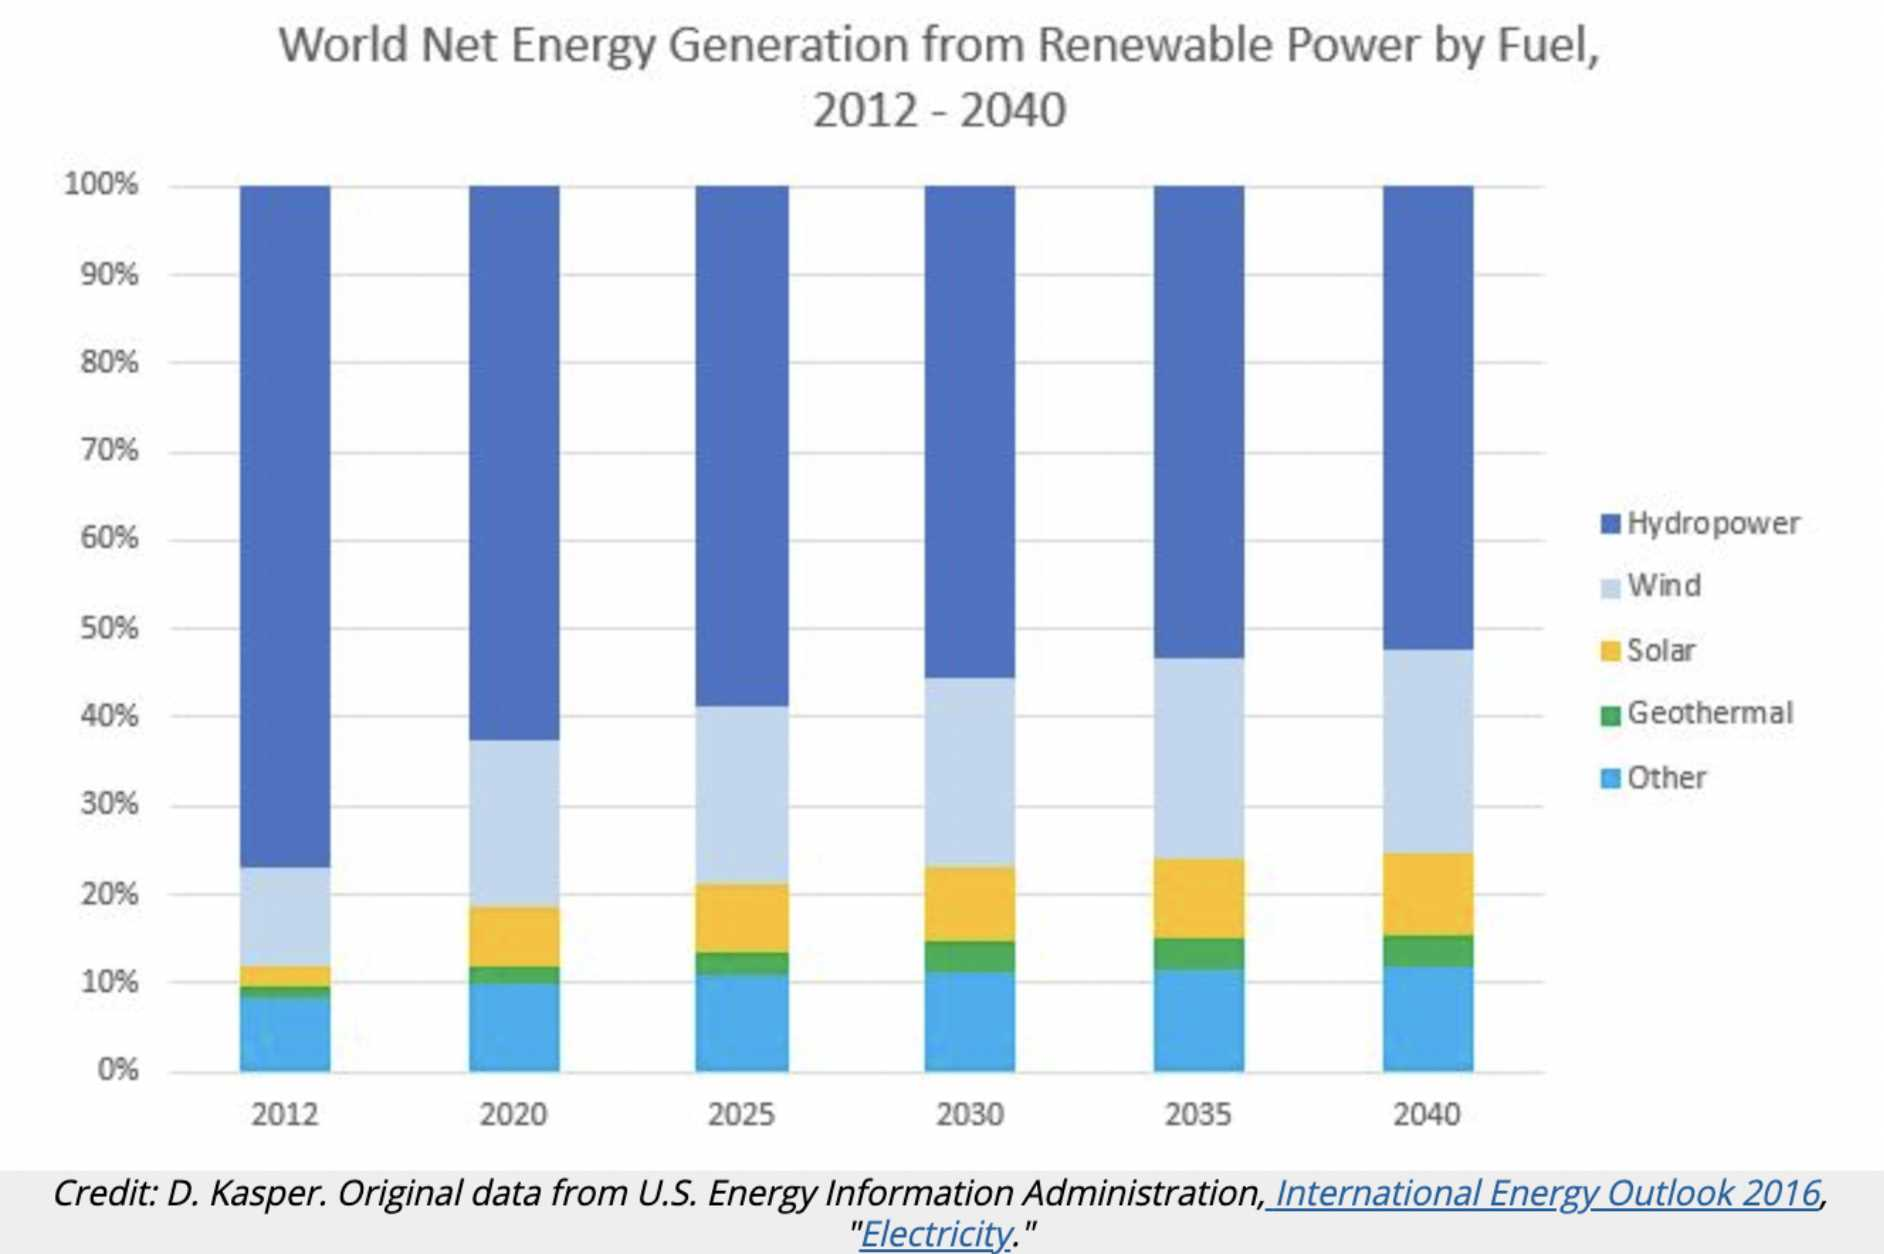 World Net Energy Generation from Renewable Power by Fuel,
2012 - 2040
100%
90%
80%
70%
60%
50%
40%
30%
20%
10%
0%
2012
2020
2025
2030
2035
2040
Hydropower
Wind
Solar
Geothermal
Other
Credit: D. Kasper. Original data from U.S. Energy Information Administration, International Energy Outlook 2016,
"Electricity."